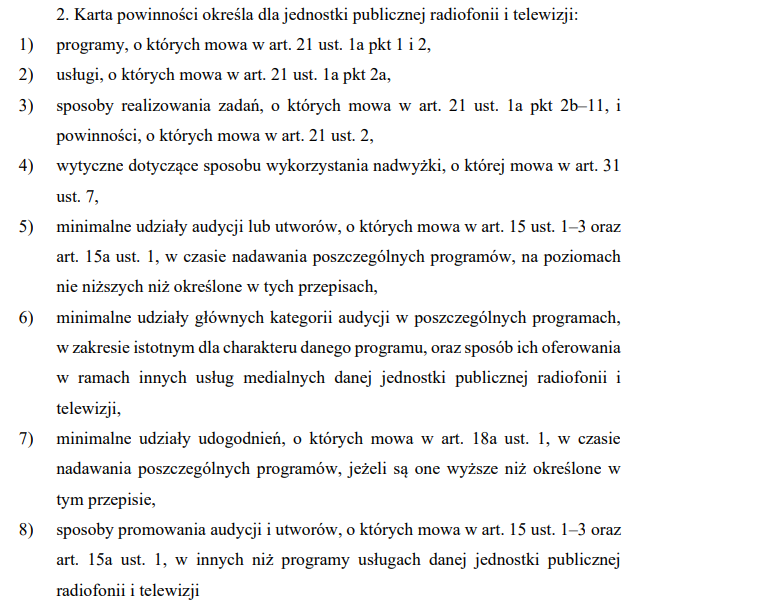 2. Karta powinności określa dla jednostki publicznej radiofonii i telewizji:
1) programy, o których mowa w art. 21 ust. 1a pkt 1 i 2,
2) usługi, o których mowa w art. 21 ust. 1a pkt 2a,
3) sposoby realizowania zadań, o których mowa w art. 21 ust. 1a pkt 2b–11, i
powinności, o których mowa w art. 21 ust. 2,
4) wytyczne dotyczące sposobu wykorzystania nadwyżki, o której mowa w art. 31
ust. 7,
5) minimalne udziały audycji lub utworów, o których mowa w art. 15 ust. 1–3 oraz
art. 15a ust. 1, w czasie nadawania poszczególnych programów, na poziomach
nie niższych niż określone w tych przepisach,
6) minimalne udziały głównych kategorii audycji w poszczególnych programach,
w zakresie istotnym dla charakteru danego programu, oraz sposób ich oferowania
w ramach innych usług medialnych danej jednostki publicznej radiofonii i
telewizji,
7) minimalne udziały udogodnień, o których mowa w art. 18a ust. 1, w czasie
nadawania poszczególnych programów, jeżeli są one wyższe niż określone w
tym przepisie,
8) sposoby promowania audycji i utworów, o których mowa w art. 15 ust. 1–3 oraz
art. 15a ust. 1, w innych niż programy usługach danej jednostki publicznej
radiofonii i telewizji